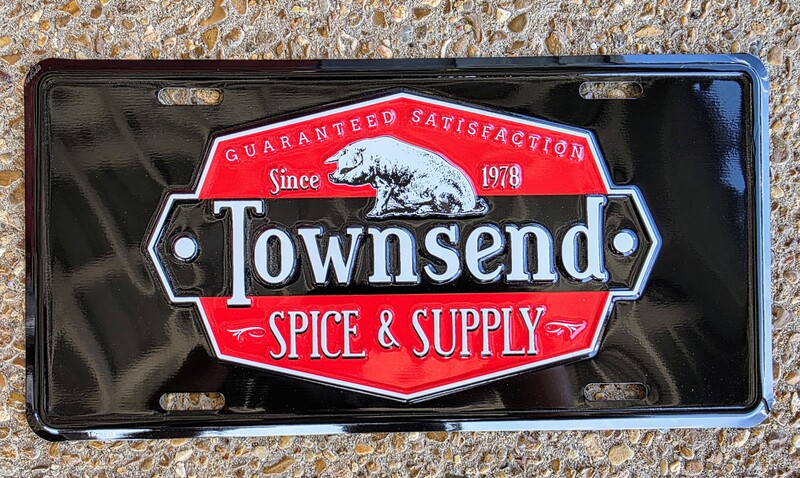 GUARANTEED SATISFACTION
Since 1978
Townsend
SPICE & SUPPLY